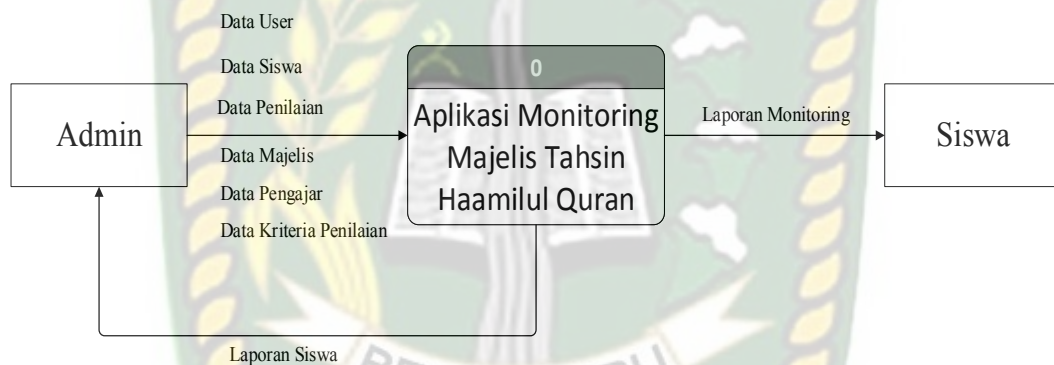 Data User
Data Siswa
Data Penilaian
Data Majelis
Data Pengajar
Data Kriteria Penilaian
Admin
0
Aplikasi Monitoring
Majelis Tahsin
Haamilul Quran
Laporan Monitoring
Siswa
Laporan Siswa